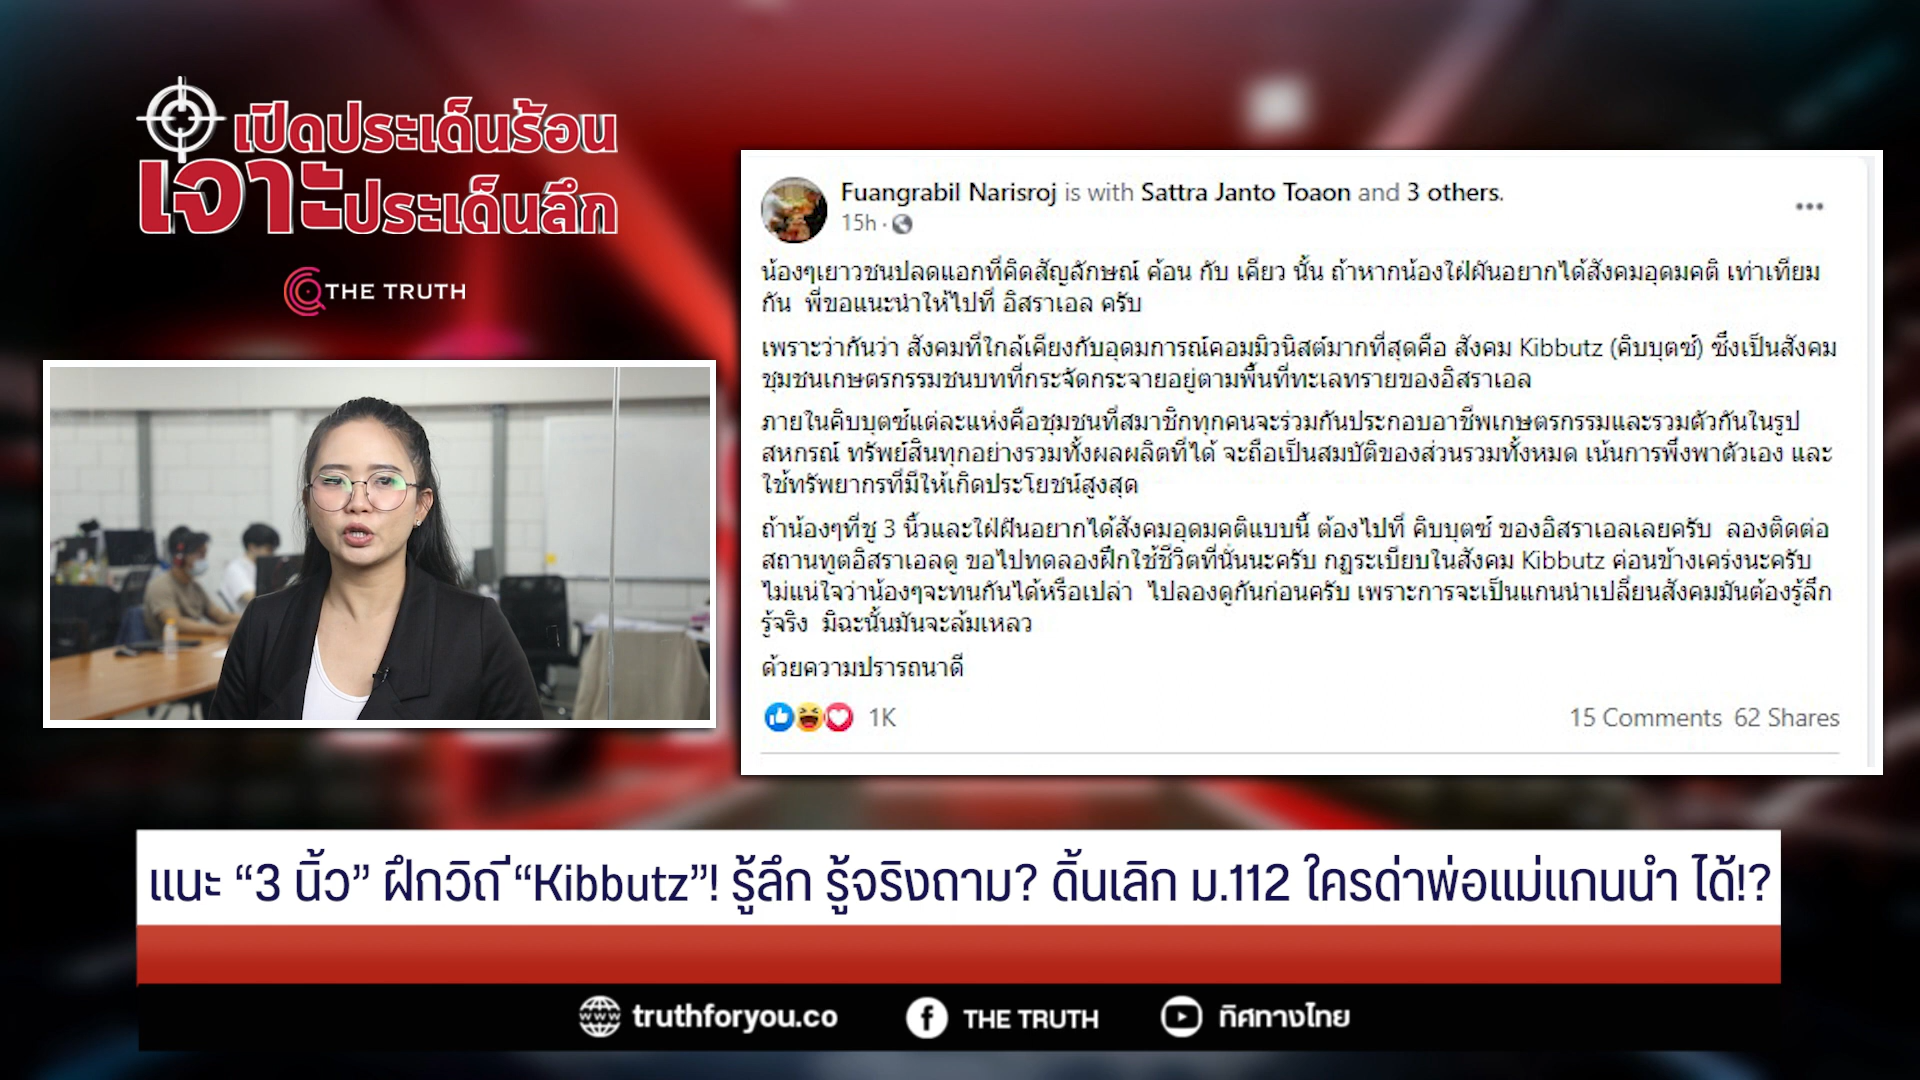 เปิดประเด็นร้อน
เจาะประเด็นลึก
THE TRUTH
Fuangrabil Narisroj is with Sattra Janto Toaon and 3 others.
15h
น้องๆเยาวชนปลดแอกที่คิดสัญลักษณ์ ค้อน กับ เคียว นั้น ถ้าหากน้องใฝ่ฝันอยากได้สังคมอุดมคติ เท่าเทียม
กัน พี่ขอแนะนำให้ไปที่ อิสราเอล ครับ
เพราะว่ากันว่า สังคมที่ใกล้เคียงกับอุดมการณ์คอมมิวนิสต์มากที่สุดคือ สังคม Kibbutz (คิบบุตซ์) ซึ่งเป็นสังคม
ชุมชนเกษตรกรรมชนบทที่กระจัดกระจายอยู่ตามพื้นที่ทะเลทรายของอิสราเอล
ภายในคิบบุตซ์แต่ละแห่งคือชุมชนที่สมาชิกทุกคนจะร่วมกันประกอบอาชีพเกษตรกรรมและรวมตัวกันในรูป
สหกรณ์ ทรัพย์สินทุกอย่างรวมทั้งผลผลิตที่ได้ จะถือเป็นสมบัติของส่วนรวมทั้งหมด เน้นการพึ่งพาตัวเอง และ
ใช้ทรัพยากรที่มีให้เกิดประโยชน์สูงสุด
ถ้าน้องๆที่ชู 3 นิ้วและใฝ่ฝันอยากได้สังคมอุดมคติแบบนี้ ต้องไปที่ คิบบุตซ์ ของอิสราเอลเลยครับ ลองติดต่อ
สถานทูตอิสราเอลดู ขอไปทดลองฝึกใช้ชีวิตที่นั่นนะครับ กฎระเบียบในสังคม Kibbutz ค่อนข้างเคร่งนะครับ
ไม่แน่ใจว่าน้องๆจะทนกันได้หรือเปล่า ไปลองดูกันก่อนครับ เพราะการจะเป็นแกนนำเปลี่ยนสังคมมันต้องรู้ลึก
รู้จริง มิฉะนั้นมันจะล้มเหลว
ด้วยความปรารถนาดี
1K
15 Comments 62 Shares
แนะ “3 นิ้ว” ฝึกวิถี “Kibbutz”! รู้ลึก รู้จริงถาม? ดิ้นเลิก ม.112 ใครด่าพ่อแม่แกนนำ ได้!?
www truthforyou.co
THE TRUTH
ทิศทางไทย